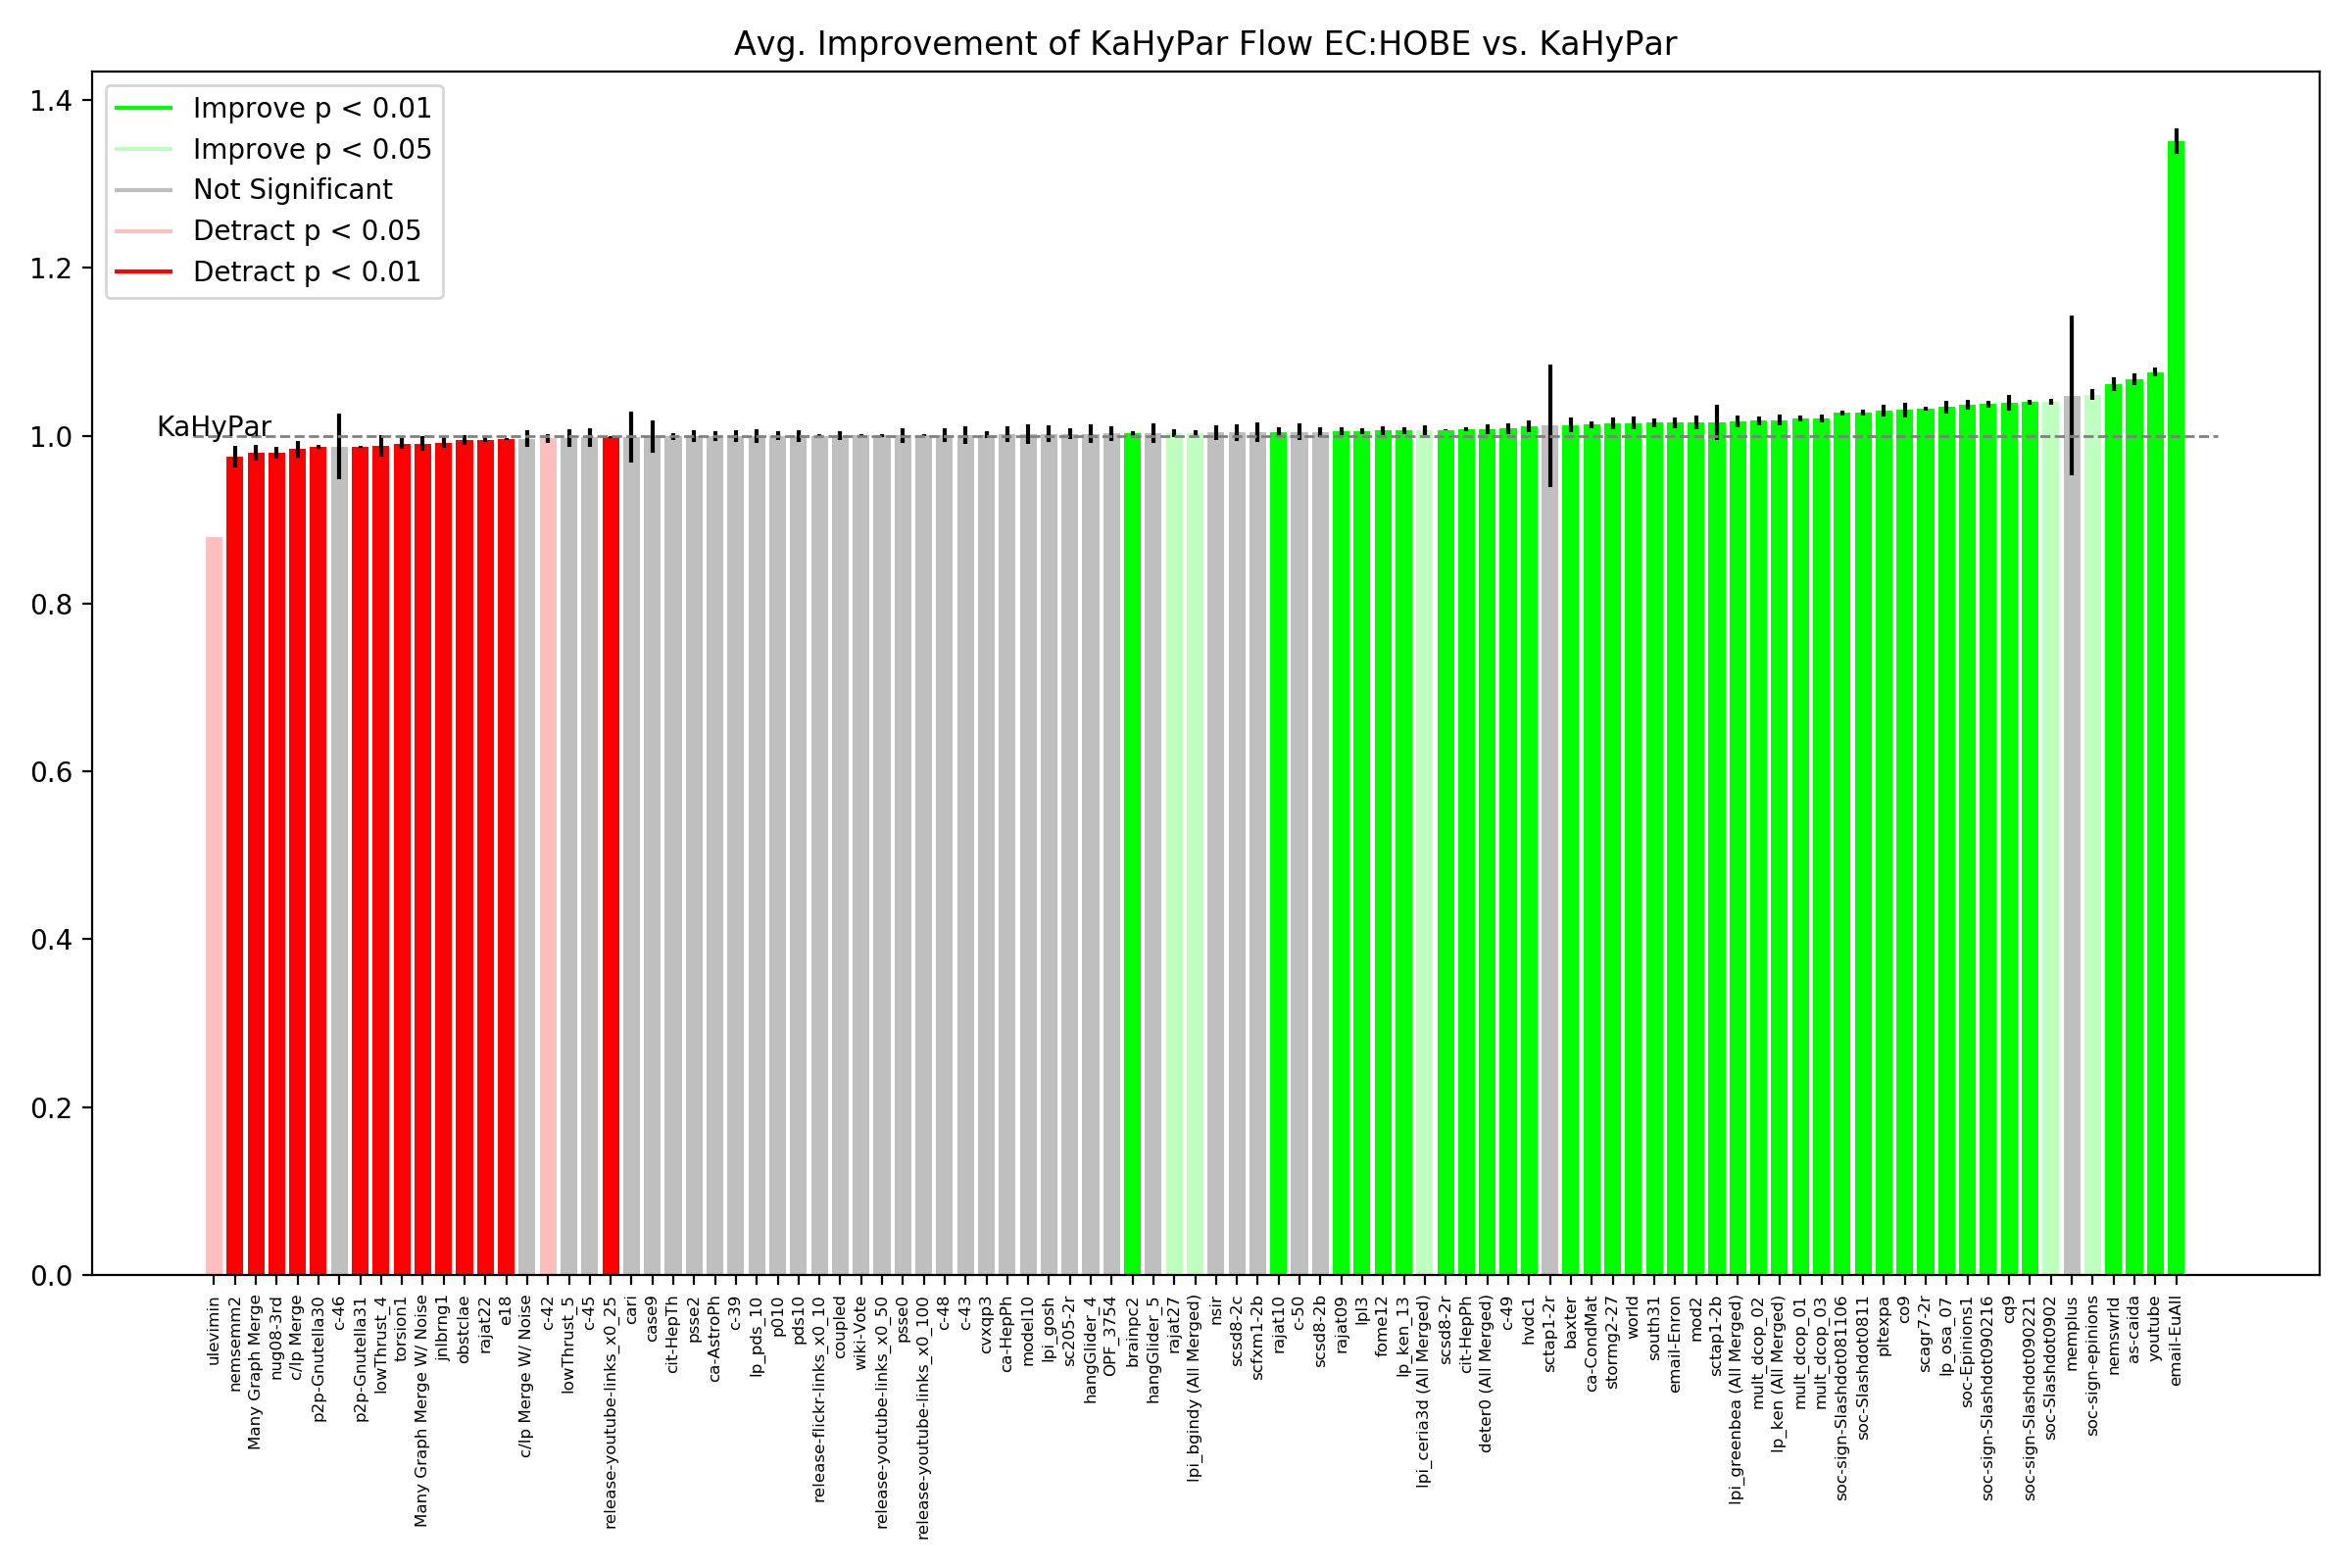 Avg. Improvement of KaHyPar Flow EC:HOBE vs. KaHyPar
1.4
1.2
1.0
0.8
0.6
0.4
0.2
0.0
Improve p < 0.01
Improve p < 0.05
Not Significant
Detract p < 0.05
Detract p < 0.01
KaHyPar
ulevimin
nemsemm2
Many Graph Merge
nug08-3rd
c/lp Merge
p2p-Gnutella30
c-46
p2p-Gnutella31
lowThrust_4
torsion1
Many Graph Merge W/ Noise
jnlbrng1
obstclae
rajat22
e18
c/lp Merge W/ Noise
c-42
lowThrust_5
c-45
release-youtube-links_x0_25
cari
case9
cit-HepTh
psse2
ca-AstroPh
c-39
lp_pds_10
p010
pds10
release-flickr-links_x0_10
coupled
wiki-Vote
release-youtube-links_x0_50
psse0
release-youtube-links_x0_100
c-48
c-43
cvxqp3
ca-HepPh
model10
lpi_gosh
sc205-2r
hangGlider_4
OPF_3754
brainpc2
hangGlider_5
rajat27
lpi_bgindy (All Merged)
nsir
scsd8-2c
scfxm1-2b
rajat10
c-50
scsd8-2b
rajat09
lpl3
fome12
lp_ken_13
lpi_ceria3d (All Merged)
scsd8-2r
cit-HepPh
deter0 (All Merged)
c-49
hvdc1
sctap1-2r
baxter
ca-CondMat
stormg2-27
world
south31
email-Enron
mod2
sctap1-2b
lpi_greenbea (All Merged)
mult_dcop_02
lp_ken (All Merged)
mult_dcop_01
mult_dcop_03
soc-sign-Slashdot081106
soc-Slashdot0811
pltexpa
co9
scagr7-2r
lp_osa_07
soc-Epinions1
soc-sign-Slashdot090216
cq9
soc-sign-Slashdot090221
soc-Slashdot0902
memplus
soc-sign-epinions
nemswrld
as-caida
youtube
email-EuAll